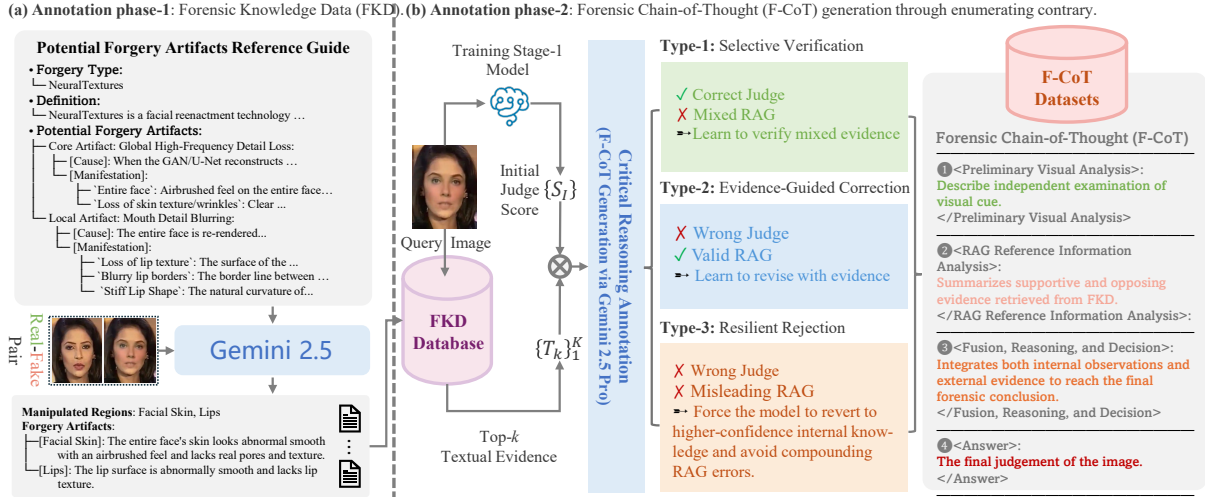 (a) Annotation phase-1: Forensic Knowledge Data (FKD).
Potential Forgery Artifacts Reference Guide
• Forgery Type:
NeuralTextures
• Definition:
NeuralTextures is a facial reenactment technology …
• Potential Forgery Artifacts:
Core Artifact: Global High-Frequency Detail Loss:
[Cause]: When the GAN/U-Net reconstructs …
[Manifestation]:
`Entire face`: Airbrushed feel on the entire face…
`Loss of skin texture/wrinkles`: Clear ...
Local Artifact: Mouth Detail Blurring:
[Cause]: The entire face is re-rendered...
[Manifestation]:
`Loss of lip texture`: The surface of the ...
`Blurry lip borders`: The border line between …
`Stiff Lip Shape`: The natural curvature of...
Real-Fake
Pair
Gemini 2.5
Manipulated Regions: Facial Skin, Lips
Forgery Artifacts:
[Facial Skin]: The entire face's skin looks abnormal smooth
with an airbrushed feel and lacks real pores and texture.
[Lips]: The lip surface is abnormally smooth and lacks lip
texture.
(b) Annotation phase-2: Forensic Chain-of-Thought (F-CoT) generation through enumerating contrary.
Training Stage-1
Model
Initial
Judge {S_I}
Score
Query Image
FKD
Database
{T_k}_1^K
Top-k
Textual Evidence
Critical Reasoning Annotation
(F-CoT Generation via Gemini 2.5 Pro)
Type-1: Selective Verification
✓ Correct Judge
✗ Mixed RAG
➵ Learn to verify mixed evidence
Type-2: Evidence-Guided Correction
✗ Wrong Judge
✓ Valid RAG
➵ Learn to revise with evidence
Type-3: Resilient Rejection
✗ Wrong Judge
✗ Misleading RAG
➵ Force the model to revert to
higher-confidence internal know-
ledge and avoid compounding
RAG errors.
F-CoT
Datasets
Forensic Chain-of-Thought (F-CoT)
❶<Preliminary Visual Analysis>:
Describe independent examination of
visual cue.
</Preliminary Visual Analysis>
❷<RAG Reference Information
Analysis>:
Summarizes supportive and opposing
evidence retrieved from FKD.
</RAG Reference Information Analysis>:
❸<Fusion, Reasoning, and Decision>:
Integrates both internal observations and
external evidence to reach the final
forensic conclusion.
</Fusion, Reasoning, and Decision>
❹<Answer>:
The final judgement of the image.
</Answer>